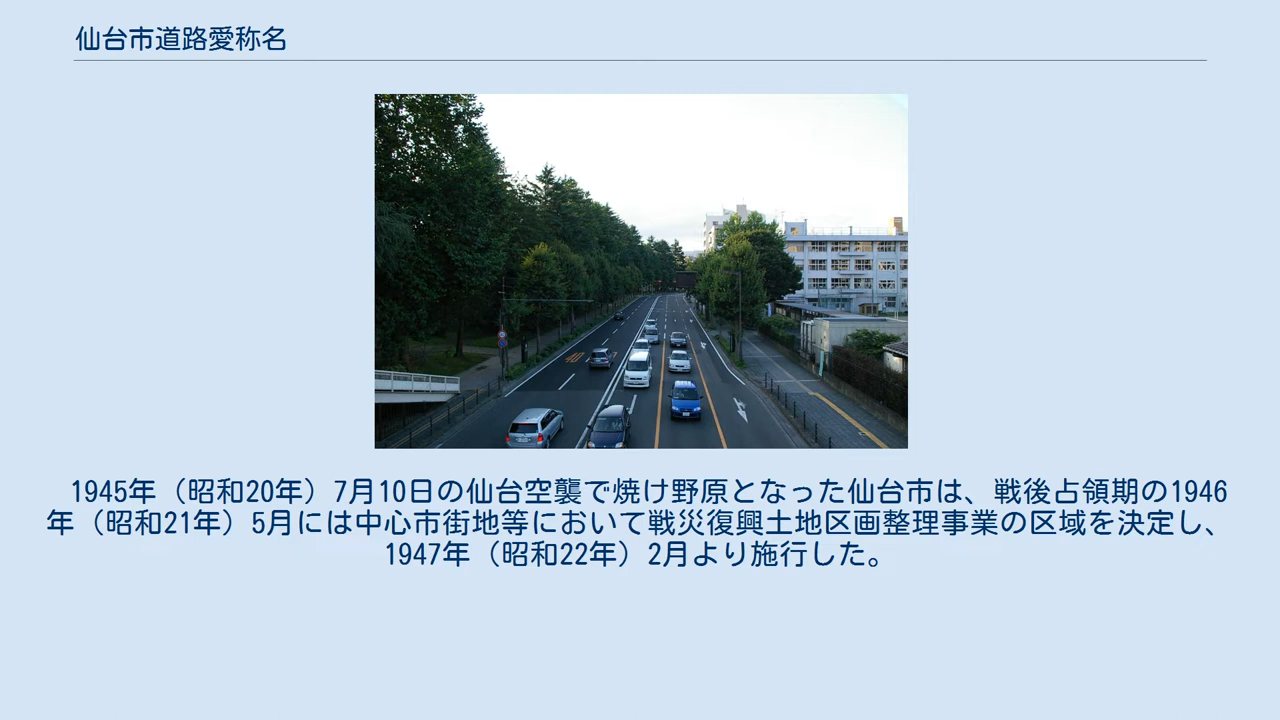 仙台市道路愛称名
40
1945年（昭和20年）7月10日の仙台空襲で焼け野原となった仙台市は、戦後占領期の1946
年（昭和21年）5月には中心市街地等において戦災復興土地区画整理事業の区域を決定し、
1947年（昭和22年）2月より施行した。